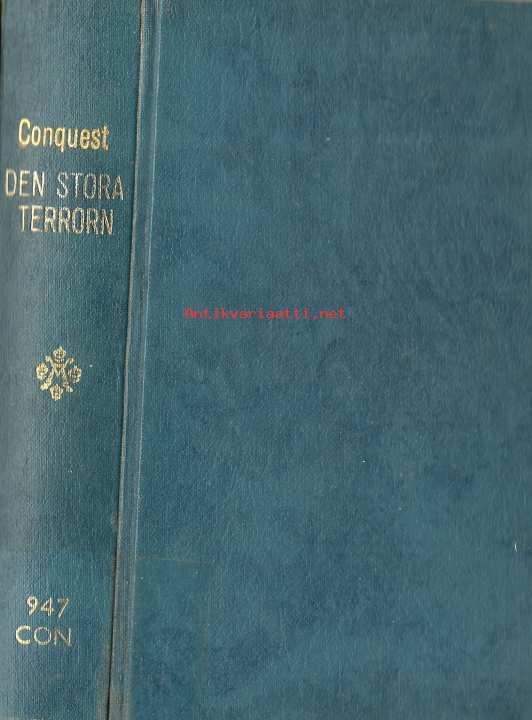 Conquest
DEN STORA
TERRORN
Antikvariaatti.net
947
CON